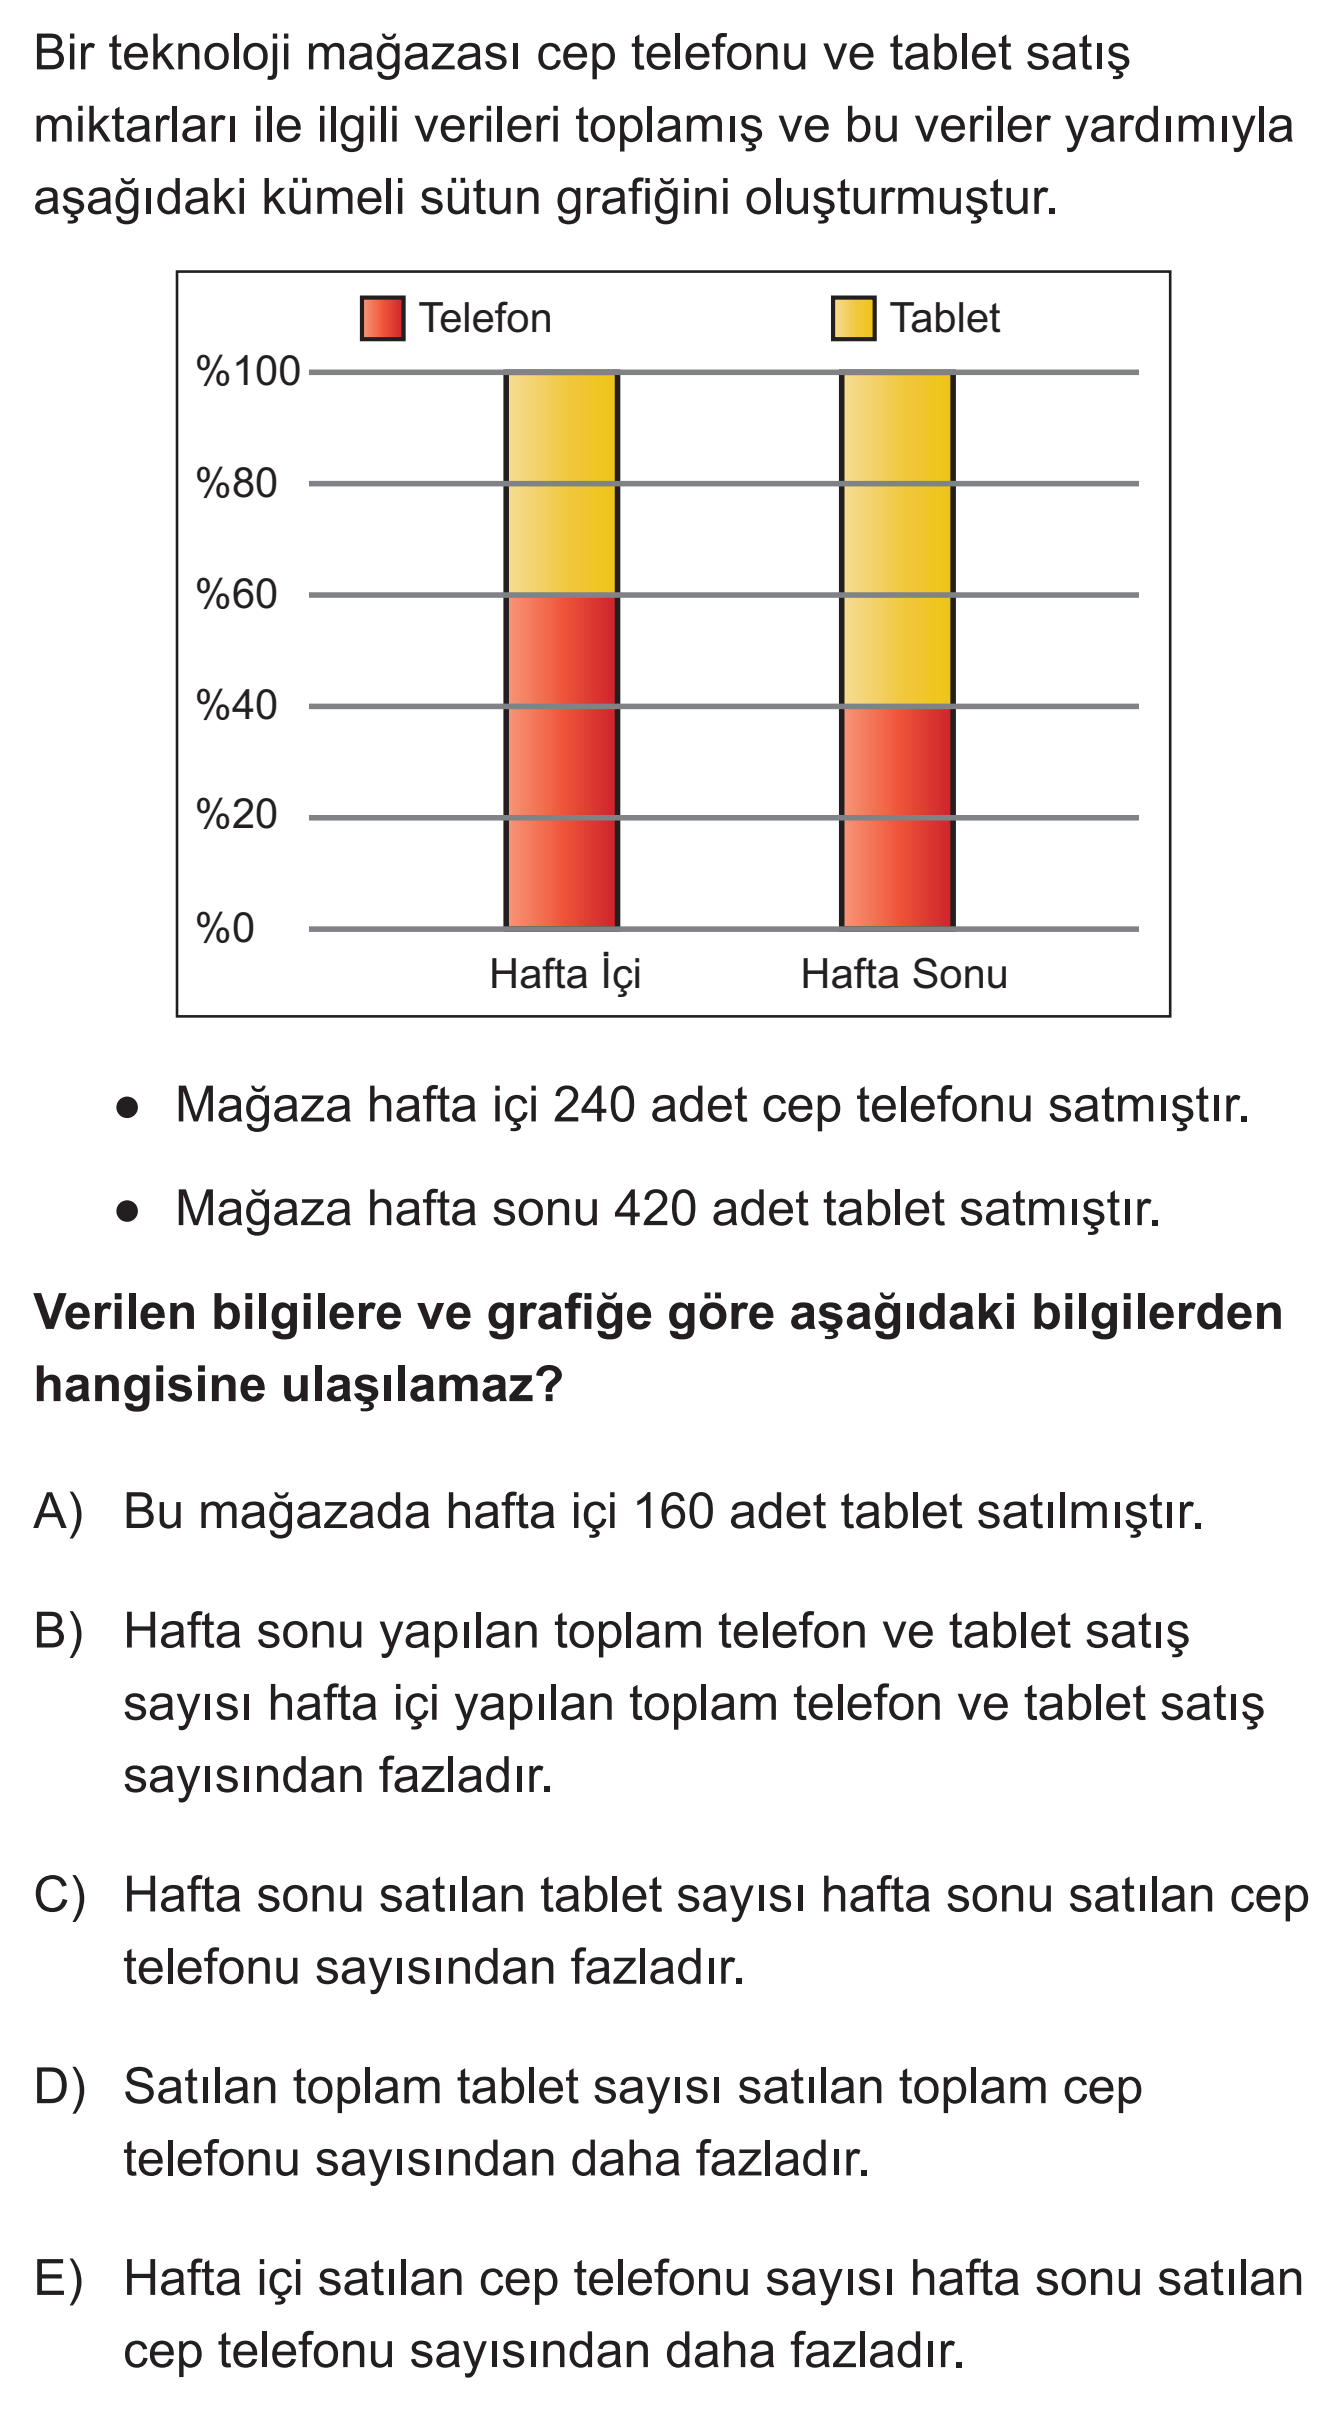 Bir teknoloji mağazası cep telefonu ve tablet satış
miktarları ile ilgili verileri toplamış ve bu veriler yardımıyla
aşağıdaki kümeli sütun grafiğini oluşturmuştur.
Telefon
Tablet
%100
%80
%60
%40
%20
%0
Hafta İçi
Hafta Sonu
● Mağaza hafta içi 240 adet cep telefonu satmıştır.
● Mağaza hafta sonu 420 adet tablet satmıştır.
Verilen bilgilere ve grafiğe göre aşağıdaki bilgilerden
hangisine ulaşılamaz?
A) Bu mağazada hafta içi 160 adet tablet satılmıştır.
B) Hafta sonu yapılan toplam telefon ve tablet satış
sayısı hafta içi yapılan toplam telefon ve tablet satış
sayısından fazladır.
C) Hafta sonu satılan tablet sayısı hafta sonu satılan cep
telefonu sayısından fazladır.
D) Satılan toplam tablet sayısı satılan toplam cep
telefonu sayısından daha fazladır.
E) Hafta içi satılan cep telefonu sayısı hafta sonu satılan
cep telefonu sayısından daha fazladır.